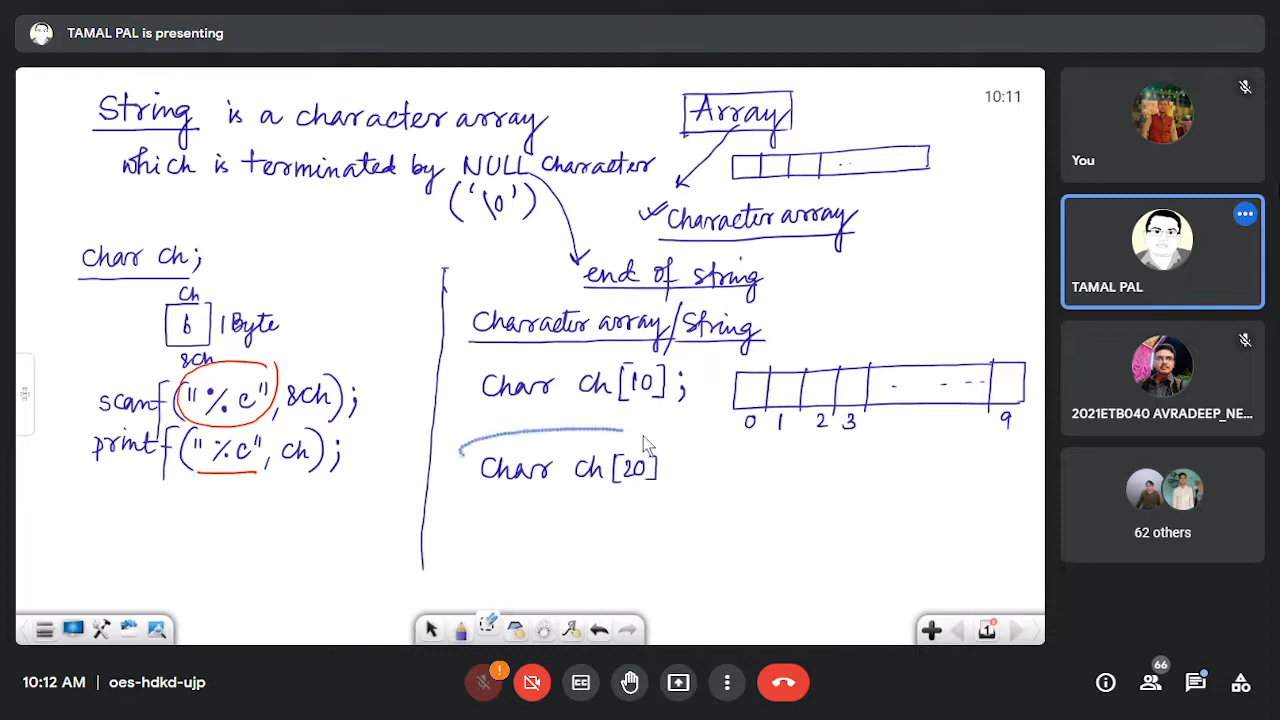 TAMAL PAL is presenting
10:11
String is a character array
which is terminated by NULL character
('\0')
Array
Character array
end of string
char ch;
ch
b 1 Byte
&ch
scanf("%c", &ch);
printf("%c", ch);
Character array/String
Char ch[10];
0 1 2 3 9
Char ch[20]
You
TAMAL PAL
2021ETB040 AVRADEEP_NE...
62 others
1
10:12 AM | oes-hdkd-ujp
66